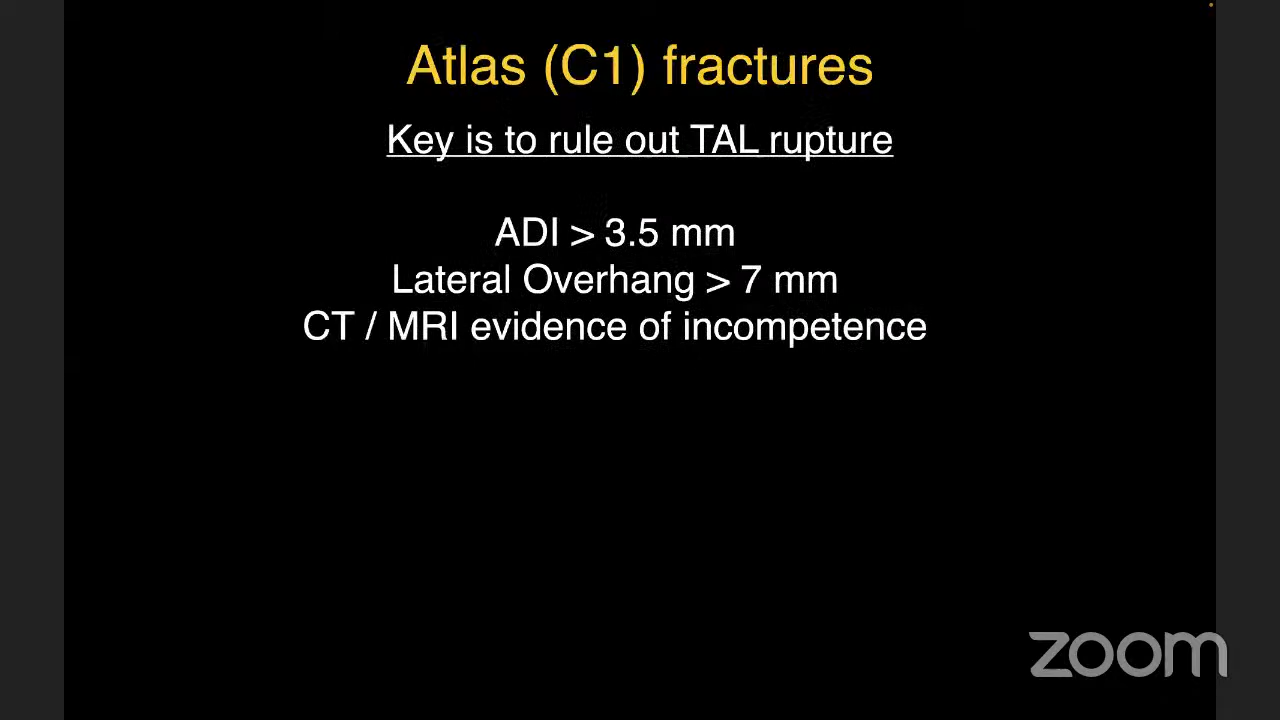 Atlas (C1) fractures
Key is to rule out TAL rupture
ADI > 3.5 mm
Lateral Overhang > 7 mm
CT / MRI evidence of incompetence
zoom